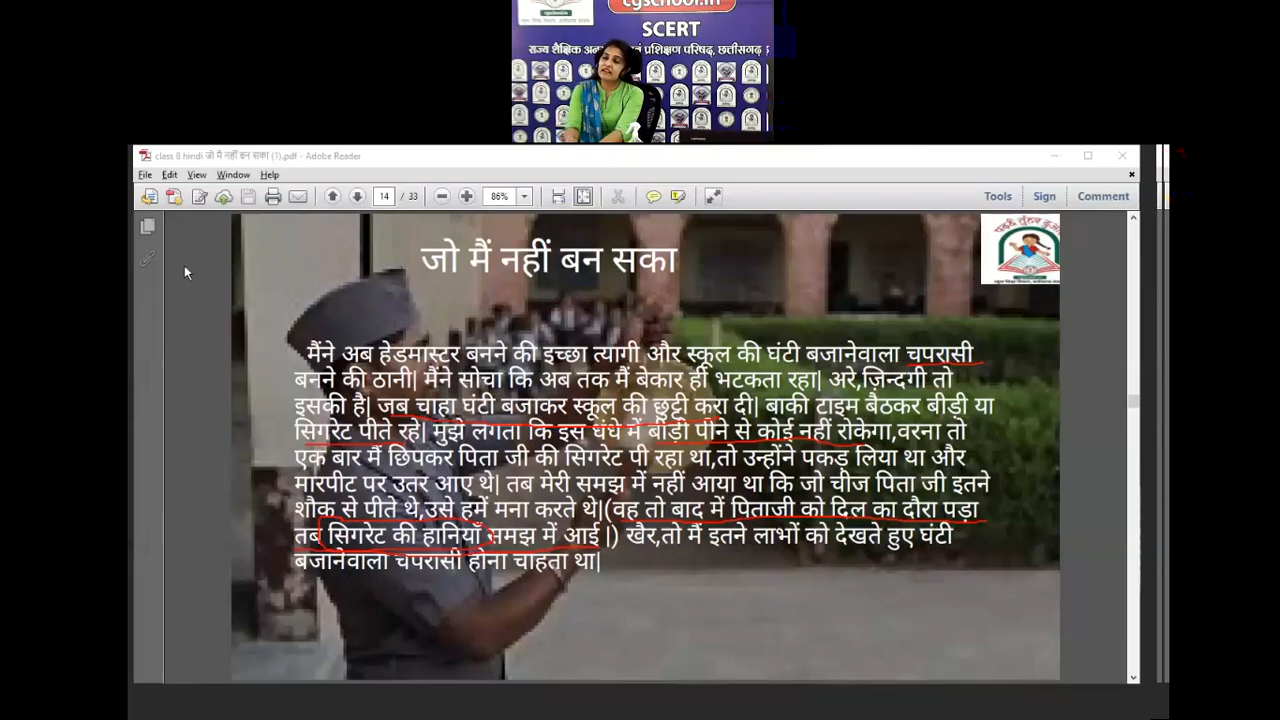 cgschool.in
SCERT
राज्य शैक्षिक प्रशिक्षण परिषद, छत्तीसगढ़
class 8 hindi जो मै नहीं बन सका (1).pdf - Adobe Reader
File Edit View Window Help
14 / 33 86% Tools Sign Comment
जो मैं नहीं बन सका
मैंने अब हेडमास्टर बनने की इच्छा त्यागी और स्कूल की घंटी बजानेवाला चपरासी
बनने की ठानी| मैंने सोचा कि अब तक मैं बेकार ही भटकता रहा| अरे,ज़िन्दगी तो
इसकी है| जब चाहा घंटी बजाकर स्कूल की छुट्टी करा दी| बाकी टाइम बैठकर बीड़ी या
सिगरेट पीते रहे| मुझे लगता कि इस धंधे में बीड़ी पीने से कोई नहीं रोकेगा,वरना तो
एक बार मैं छिपकर पिता जी की सिगरेट पी रहा था,तो उन्होंने पकड़ लिया था और
मारपीट पर उतर आए थे| तब मेरी समझ में नहीं आया था कि जो चीज पिता जी इतने
शौक से पीते थे,उसे हमें मना करते थे|(वह तो बाद में पिताजी को दिल का दौरा पड़ा
तब सिगरेट की हानियाँ समझ में आई |) खैर,तो मैं इतने लाभों को देखते हुए घंटी
बजानेवाला चपरासी होना चाहता था|